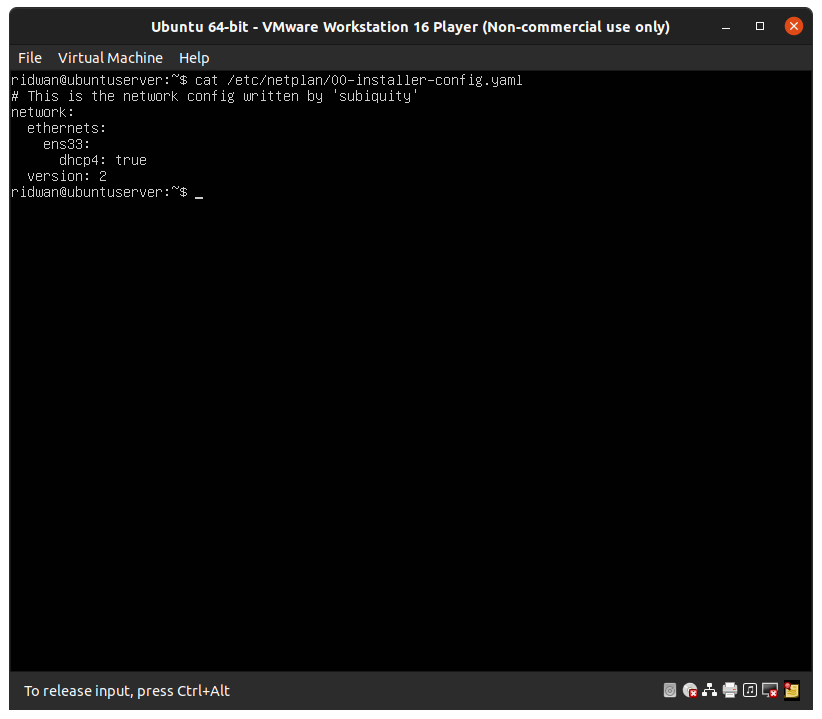 Ubuntu 64-bit - VMware Workstation 16 Player (Non-commercial use only)
File Virtual Machine Help
ridwan@ubuntuserver:~$ cat /etc/netplan/00-installer-config.yaml
# This is the network config written by 'subiquity'
network:
  ethernets:
    ens33:
      dhcp4: true
  version: 2
ridwan@ubuntuserver:~$ _
To release input, press Ctrl+Alt